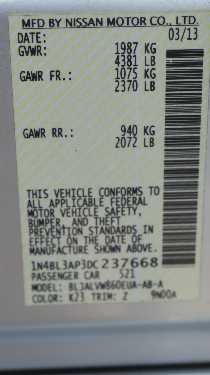 MFD BY NISSAN MOTOR CO., LTD.
DATE: 03/13
GVWR: 1987 KG
4381 LB
GAWR FR.: 1075 KG
2370 LB
GAWR RR.: 940 KG
2072 LB
THIS VEHICLE CONFORMS
TO ALL APPLICABLE
FEDERAL MOTOR
VEHICLE SAFETY,
BUMPER, AND THEFT
PREVENTION
STANDARDS IN EFFECT
ON THE DATE OF
MANUFACTURE SHOWN ABOVE
1N4BL3AP3DC237668
PASSENGER CAR 521
MODEL: BLJALVW860EUA-AB-A
COLOR: K23 TRIM: Z 9N00A